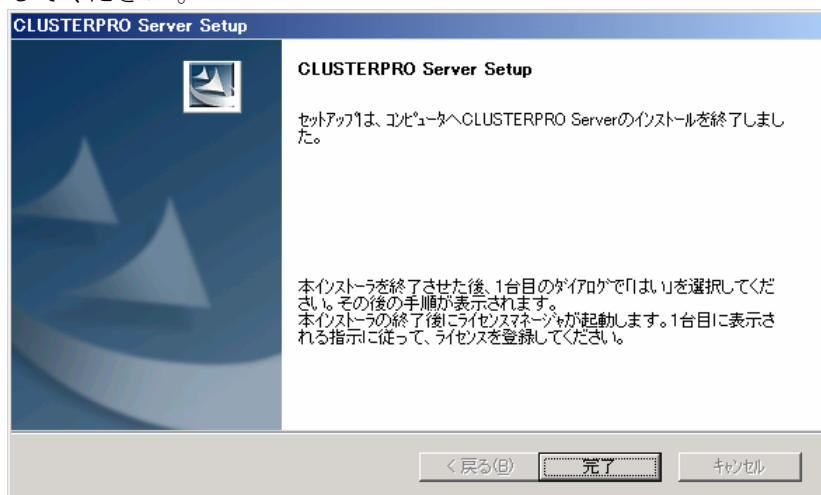 してください。
CLUSTERPRO Server Setup
CLUSTERPRO Server Setup
セットアップは、コンピュータへCLUSTERPRO Serverのインストールを終了しまし
た。
本インストーラを終了させた後、1台目のダイアログで「はい」を選択してくだ
さい。その後の手順が表示されます。
本インストーラの終了後にライセンスマネージャが起動します。1台目に表示さ
れる指示に従って、ライセンスを登録してください。
< 戻る(B) 完了 キャンセル